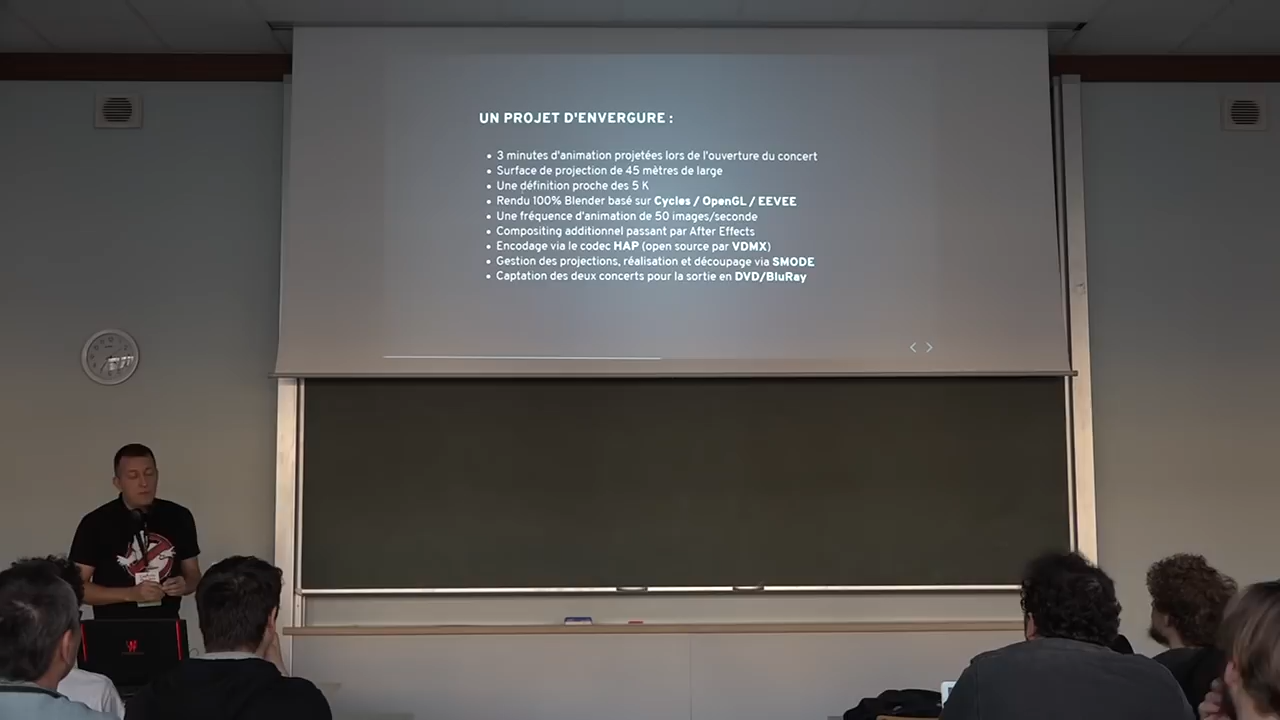 UN PROJET D'ENVERGURE :
• 3 minutes d'animation projetées lors de l'ouverture du concert
• Surface de projection de 45 mètres de large
• Une définition proche des 5 K
• Rendu 100% Blender basé sur Cycles / OpenGL / EEVEE
• Une fréquence d'animation de 50 images/seconde
• Compositing additionnel passant par After Effects
• Encodage via le codec HAP (open source par VDMX)
• Gestion des projections, réalisation et découpage via SMODE
• Captation des deux concerts pour la sortie en DVD/BluRay